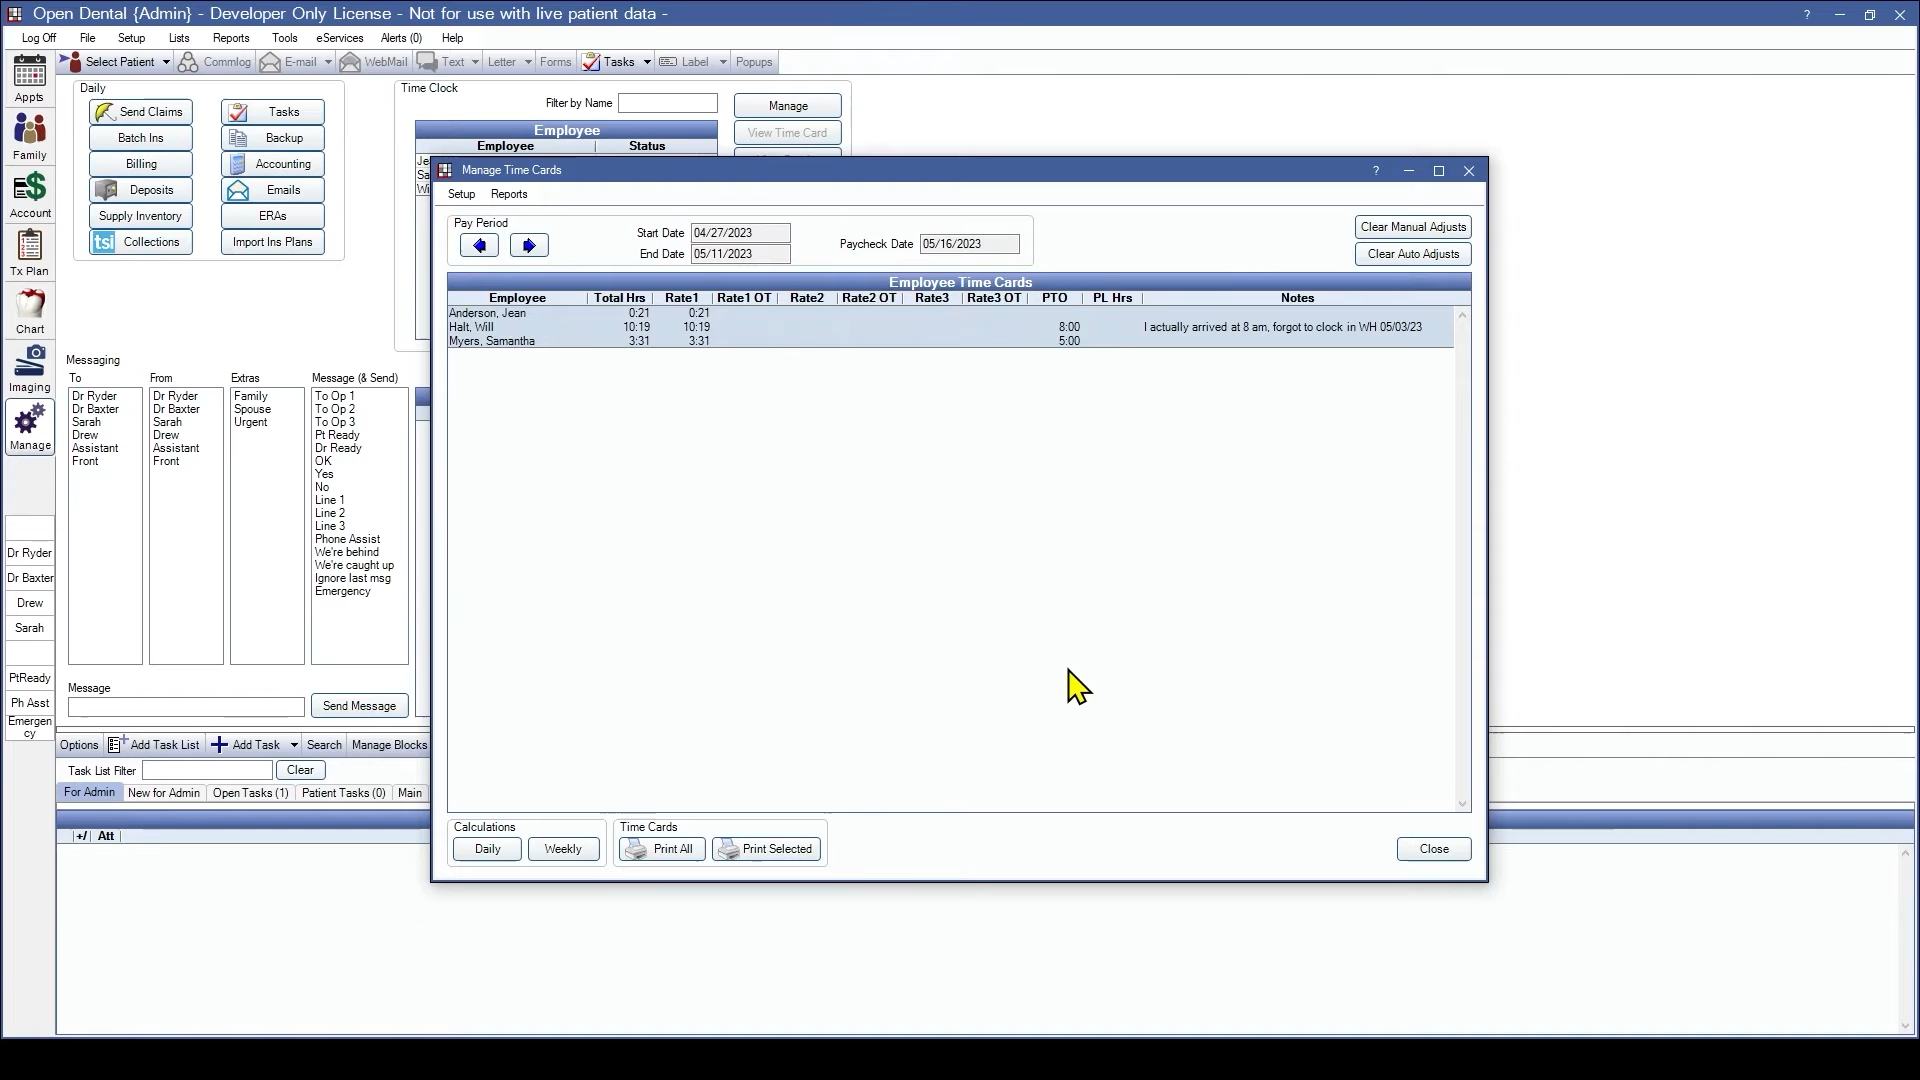 Open Dental {Admin} - Developer Only License - Not for use with live patient data -
Log Off File Setup Lists Reports Tools eServices Alerts (0) Help
Select Patient Commlog E-mail WebMail Text Letter Forms Tasks Label Popups
Appts
Family
Account
Tx Plan
Chart
Imaging
Manage
Dr Ryder
Dr Baxter
Drew
Sarah
PtReady
Ph Asst
Emergen
cy
Daily
Send Claims Tasks
Batch Ins Backup
Billing Accounting
Deposits Emails
Supply Inventory ERAs
tsi Collections Import Ins Plans
Time Clock
Filter by Name
Manage
View Time Card
Employee
Employee Status
Je
Sa
Wi
Messaging
To From Extras Message (& Send)
Dr Ryder Dr Ryder Family To Op 1
Dr Baxter Dr Baxter Spouse To Op 2
Sarah Sarah Urgent To Op 3
Drew Drew Pt Ready
Assistant Assistant Dr Ready
Front Front OK
Yes
No
Line 1
Line 2
Line 3
Phone Assist
We're behind
We're caught up
Ignore last msg
Emergency
Message
Send Message
Options Add Task List Add Task Search Manage Blocks
Task List Filter Clear
For Admin New for Admin Open Tasks (1) Patient Tasks (0) Main
+/ Att
Manage Time Cards
Setup Reports
Pay Period
Start Date 04/27/2023
End Date 05/11/2023
Paycheck Date 05/16/2023
Clear Manual Adjusts
Clear Auto Adjusts
Employee Time Cards
Employee Total Hrs Rate1 Rate1 OT Rate2 Rate2 OT Rate3 Rate3 OT PTO PL Hrs Notes
Anderson, Jean 0:21 0:21
Halt, Will 10:19 10:19 8:00 I actually arrived at 8 am, forgot to clock in WH 05/03/23
Myers, Samantha 3:31 3:31 5:00
Calculations
Daily Weekly
Time Cards
Print All Print Selected
Close